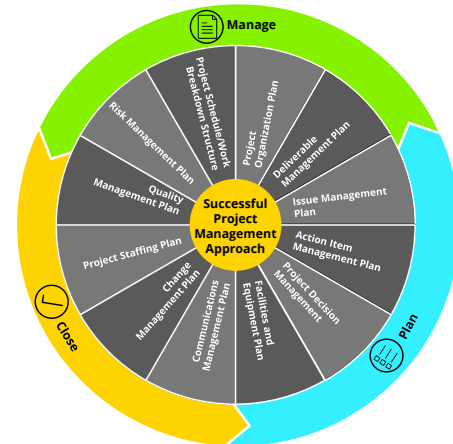 Manage
Project Schedule/Work
Breakdown Structure
Project
Organization Plan
Deliverable
Management Plan
Issue Management
Plan
Action Item
Management Plan
Project Decision
Management
Facilities and
Equipment Plan
Communications
Management Plan
Change
Management Plan
Project Staffing Plan
Quality
Management Plan
Risk Management Plan
Successful
Project
Management
Approach
Plan
Close